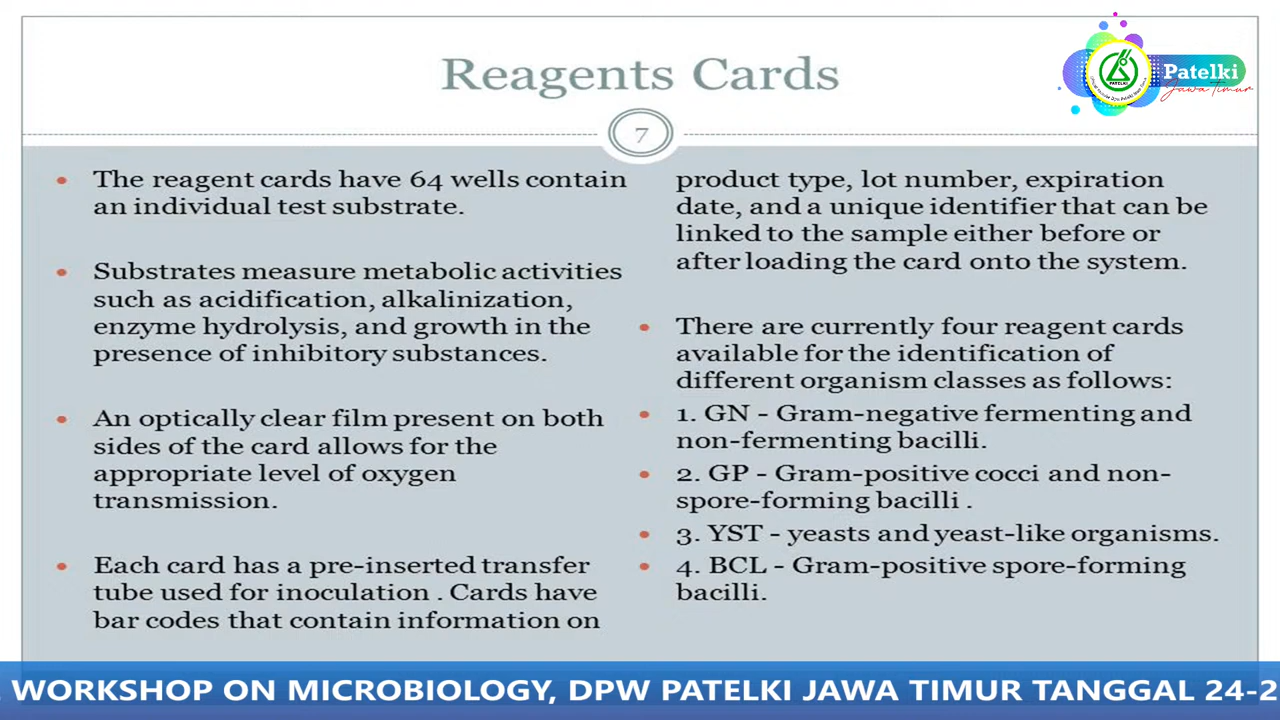 Reagents Cards
Patelki
Jawa Timur
PATELKI
7
The reagent cards have 64 wells contain
an individual test substrate.
Substrates measure metabolic activities
such as acidification, alkalinization,
enzyme hydrolysis, and growth in the
presence of inhibitory substances.
An optically clear film present on both
sides of the card allows for the
appropriate level of oxygen
transmission.
Each card has a pre-inserted transfer
tube used for inoculation . Cards have
bar codes that contain information on
product type, lot number, expiration
date, and a unique identifier that can be
linked to the sample either before or
after loading the card onto the system.
There are currently four reagent cards
available for the identification of
different organism classes as follows:
1. GN - Gram-negative fermenting and
non-fermenting bacilli.
2. GP - Gram-positive cocci and non-
spore-forming bacilli .
3. YST - yeasts and yeast-like organisms.
4. BCL - Gram-positive spore-forming
bacilli.
WORKSHOP ON MICROBIOLOGY, DPW PATELKI JAWA TIMUR TANGGAL 24-2